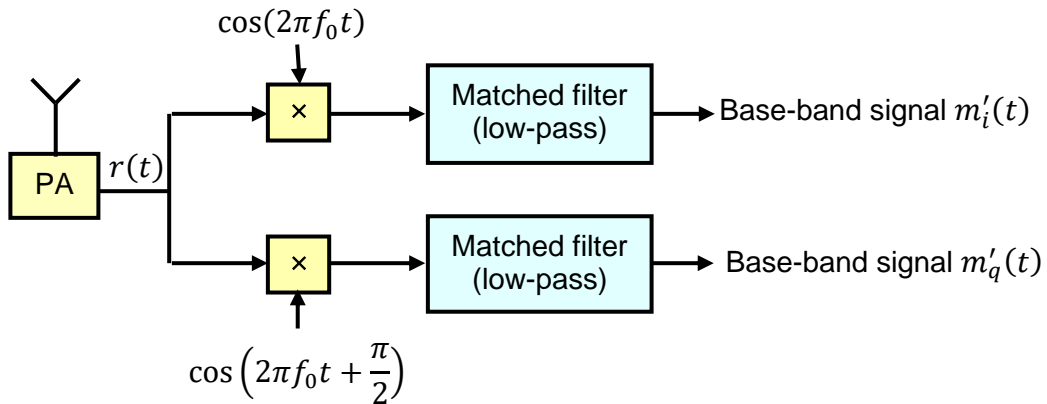 cos(2πf₀t)
×
Matched filter
(low-pass)
Base-band signal m′ᵢ(t)
PA
r(t)
×
Matched filter
(low-pass)
Base-band signal m′_q(t)
cos(2πf₀t + π/2)